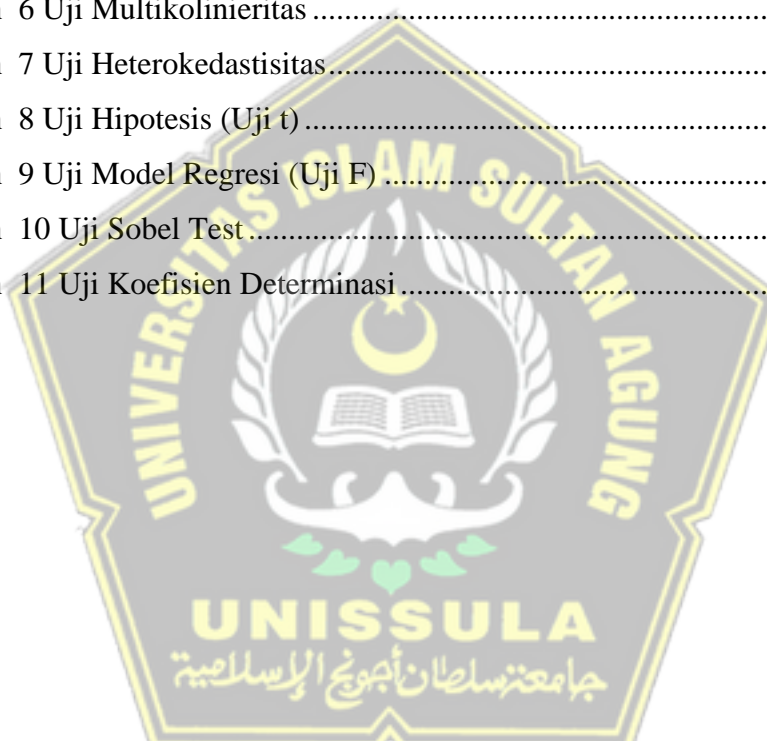 6 Uji Multikolinieritas ........................................................
7 Uji Heterokedastisitas......................................................
8 Uji Hipotesis (Uji t) .........................................................
9 Uji Model Regresi (Uji F) ................................................
10 Uji Sobel Test .................................................................
11 Uji Koefisien Determinasi ..............................................
UNIVERSITAS ISLAM SULTAN AGUNG
UNISSULA
جامعة سلطان أجونج الإسلامية